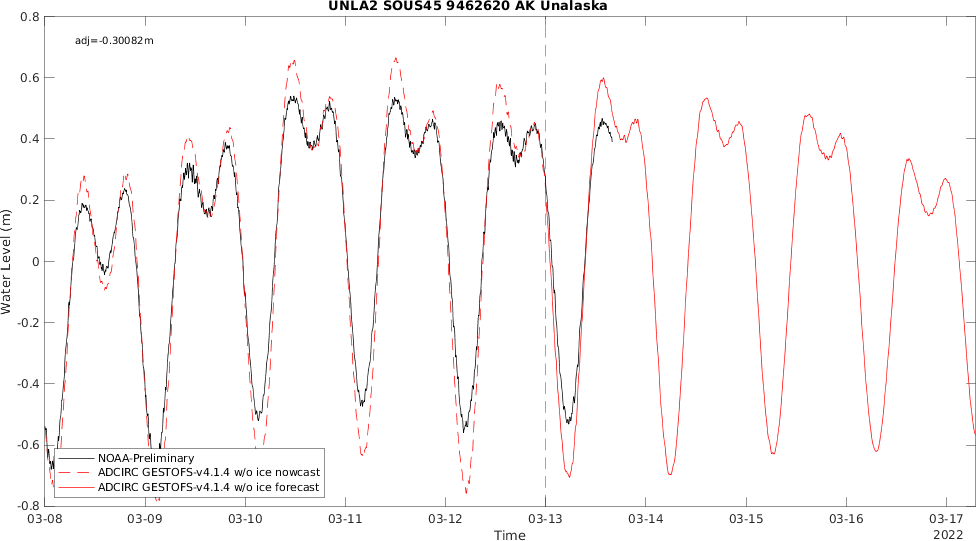 UNLA2 SOUS45 9462620 AK Unalaska
adj=-0.30082m
0.8
0.6
0.4
0.2
0
-0.2
-0.4
-0.6
-0.8
Water Level (m)
NOAA-Preliminary
ADCIRC GESTOFS-v4.1.4 w/o ice nowcast
ADCIRC GESTOFS-v4.1.4 w/o ice forecast
03-08 03-09 03-10 03-11 03-12 03-13 03-14 03-15 03-16 03-17
Time
2022